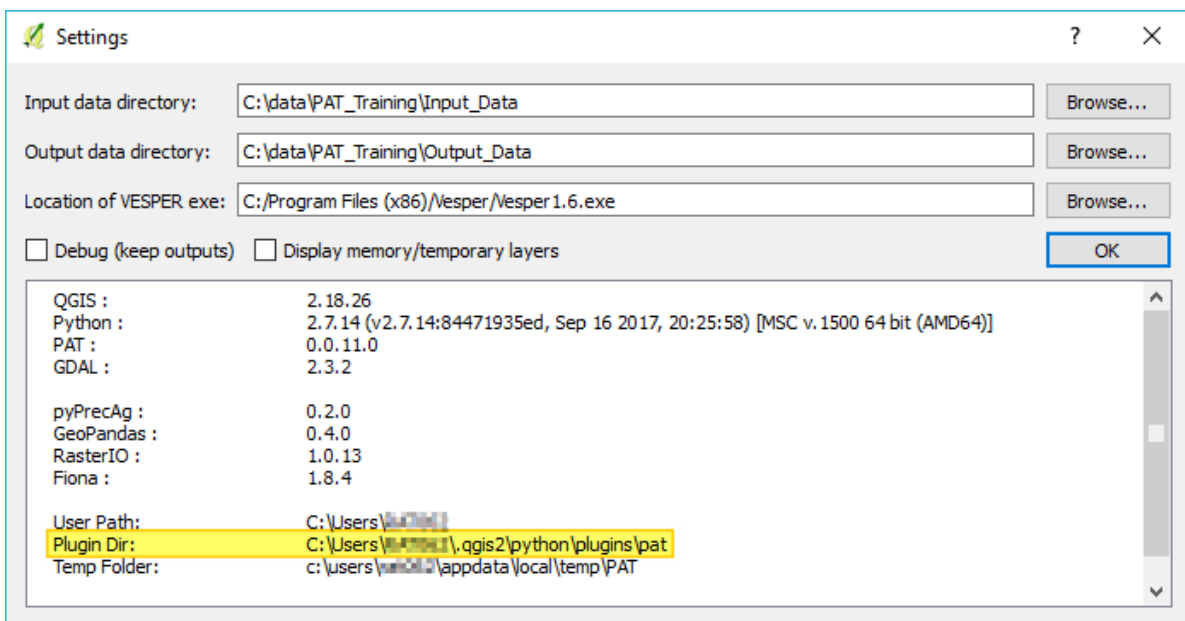 Settings
Input data directory: C:\data\PAT_Training\Input_Data Browse...
Output data directory: C:\data\PAT_Training\Output_Data Browse...
Location of VESPER exe: C:/Program Files (x86)/Vesper/Vesper1.6.exe Browse...
Debug (keep outputs) Display memory/temporary layers OK
QGIS : 2.18.26
Python : 2.7.14 (v2.7.14:84471935ed, Sep 16 2017, 20:25:58) [MSC v.1500 64 bit (AMD64)]
PAT : 0.0.11.0
GDAL : 2.3.2
pyPrecAg : 0.2.0
GeoPandas : 0.4.0
RasterIO : 1.0.13
Fiona : 1.8.4
User Path: C:\Users\
Plugin Dir: C:\Users\ \.qgis2\python\plugins\pat
Temp Folder: c:\users\ \appdata\local\temp\PAT